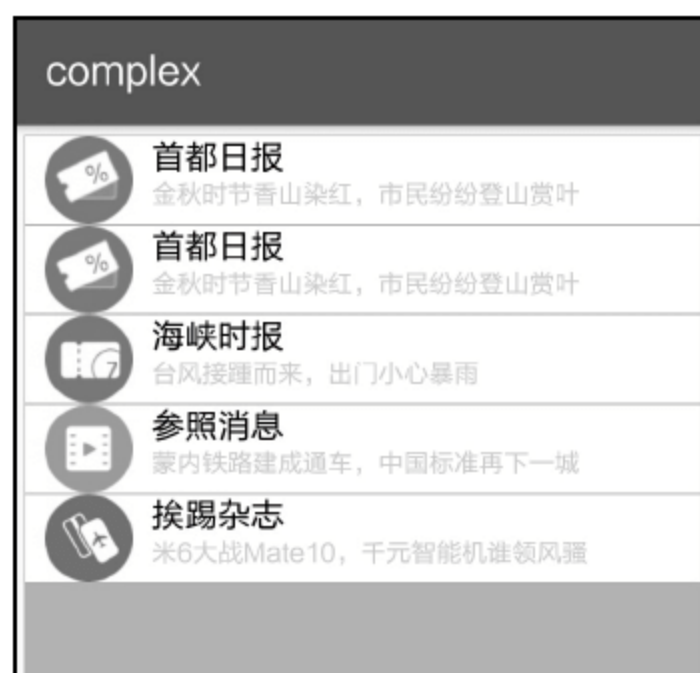 complex
首都日报
金秋时节香山染红，市民纷纷登山赏叶
首都日报
金秋时节香山染红，市民纷纷登山赏叶
海峡时报
台风接踵而来，出门小心暴雨
参照消息
蒙内铁路建成通车，中国标准再下一城
挨踢杂志
米6大战Mate10，千元智能机谁领风骚